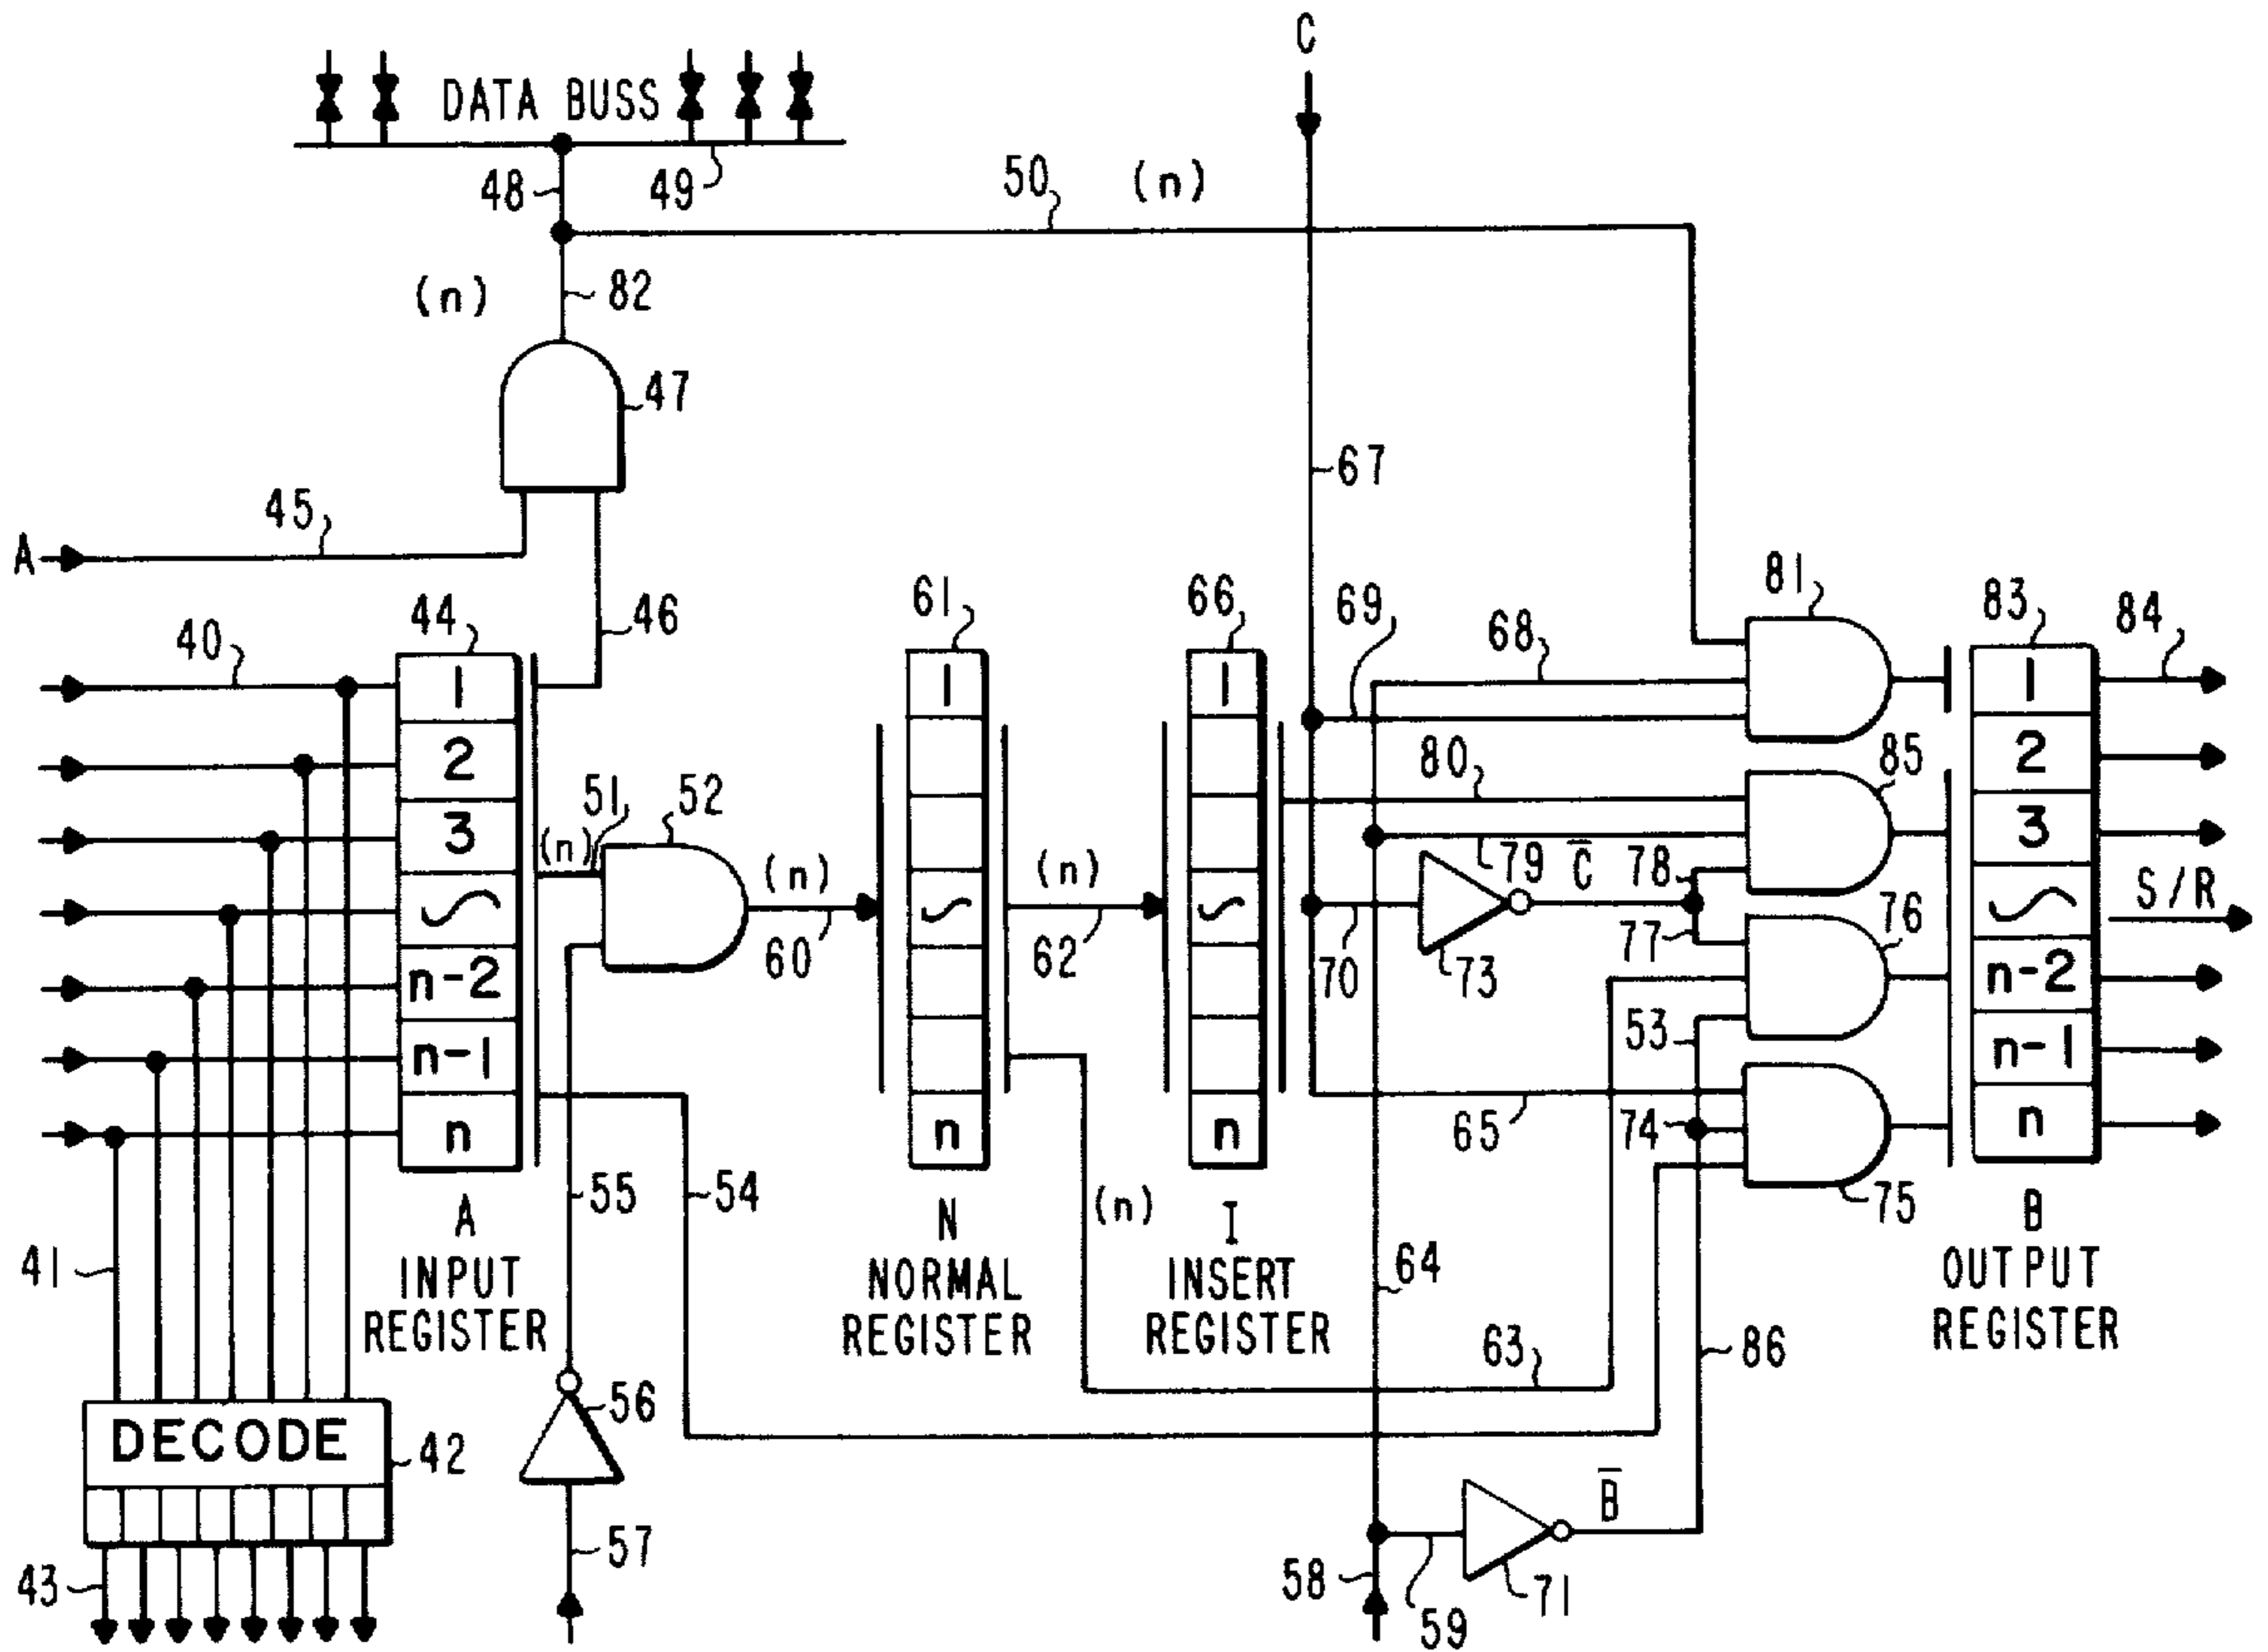 C
DATA BUSS
48
49
50
(n)
(n)
82
47
45
A
67
46
40
44
61
66
69
68
81
83
84
1
2
3
n-2
n-1
n
1
n
1
n
1
2
3
n-2
n-1
n
80
85
51
52
(n)
(n)
60
(n)
62
79
C̅
78
70
73
77
76
S/R
53
65
74
75
55
54
(n)
41
A
INPUT
REGISTER
N
NORMAL
REGISTER
I
INSERT
REGISTER
B
OUTPUT
REGISTER
64
63
86
56
DECODE
42
43
57
58
59
71
B̅